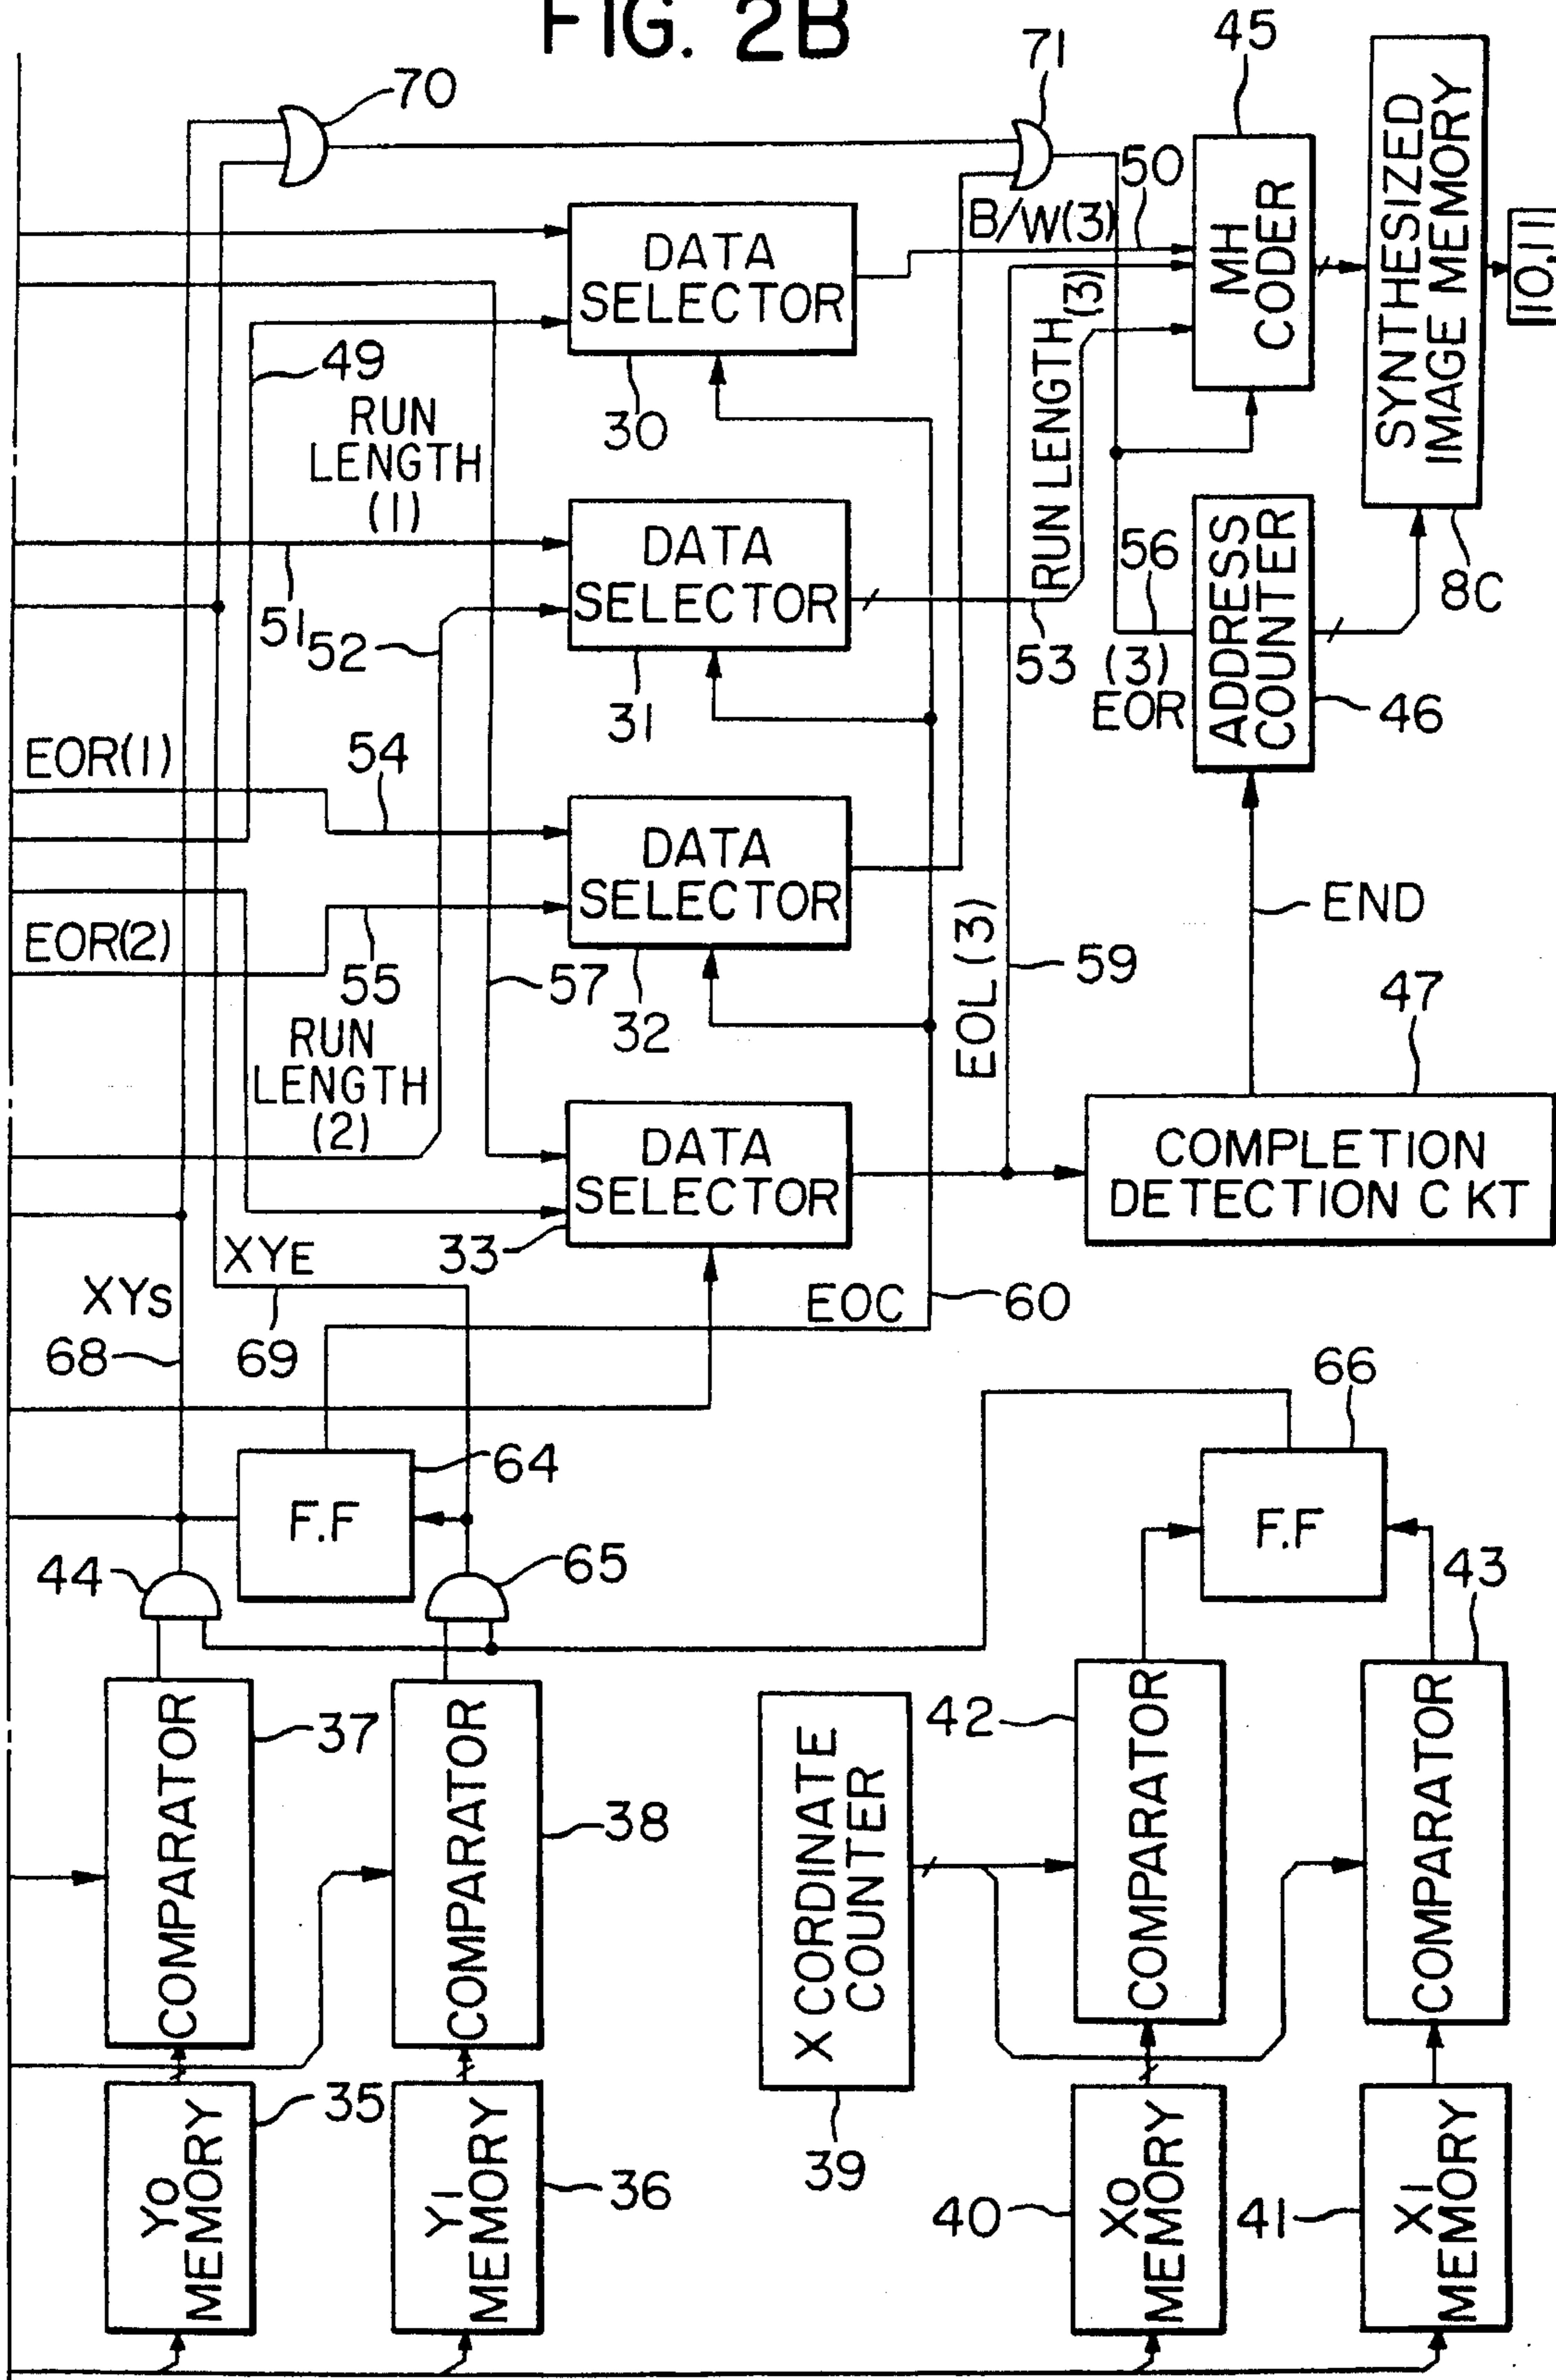 FIG. 2B
45
71
70
50
B/W(3)
MH
CODER
SYNTHESIZED
IMAGE MEMORY
10,11
DATA
SELECTOR
49
RUN
LENGTH
(1)
30
RUN LENGTH (3)
DATA
SELECTOR
51
52
31
53
56
(3)
EOR
ADDRESS
COUNTER
8C
46
EOR(1)
54
DATA
SELECTOR
EOR(2)
55
57
32
END
EOL (3)
59
47
RUN
LENGTH
(2)
DATA
SELECTOR
33
COMPLETION
DETECTION CKT
XYE
XYS
EOC
60
68
69
66
64
F.F
F.F
44
65
43
COMPARATOR
37
COMPARATOR
38
X CORDINATE
COUNTER
42
COMPARATOR
COMPARATOR
39
Y0
MEMORY
35
Y1
MEMORY
36
40
X0
MEMORY
41
X1
MEMORY